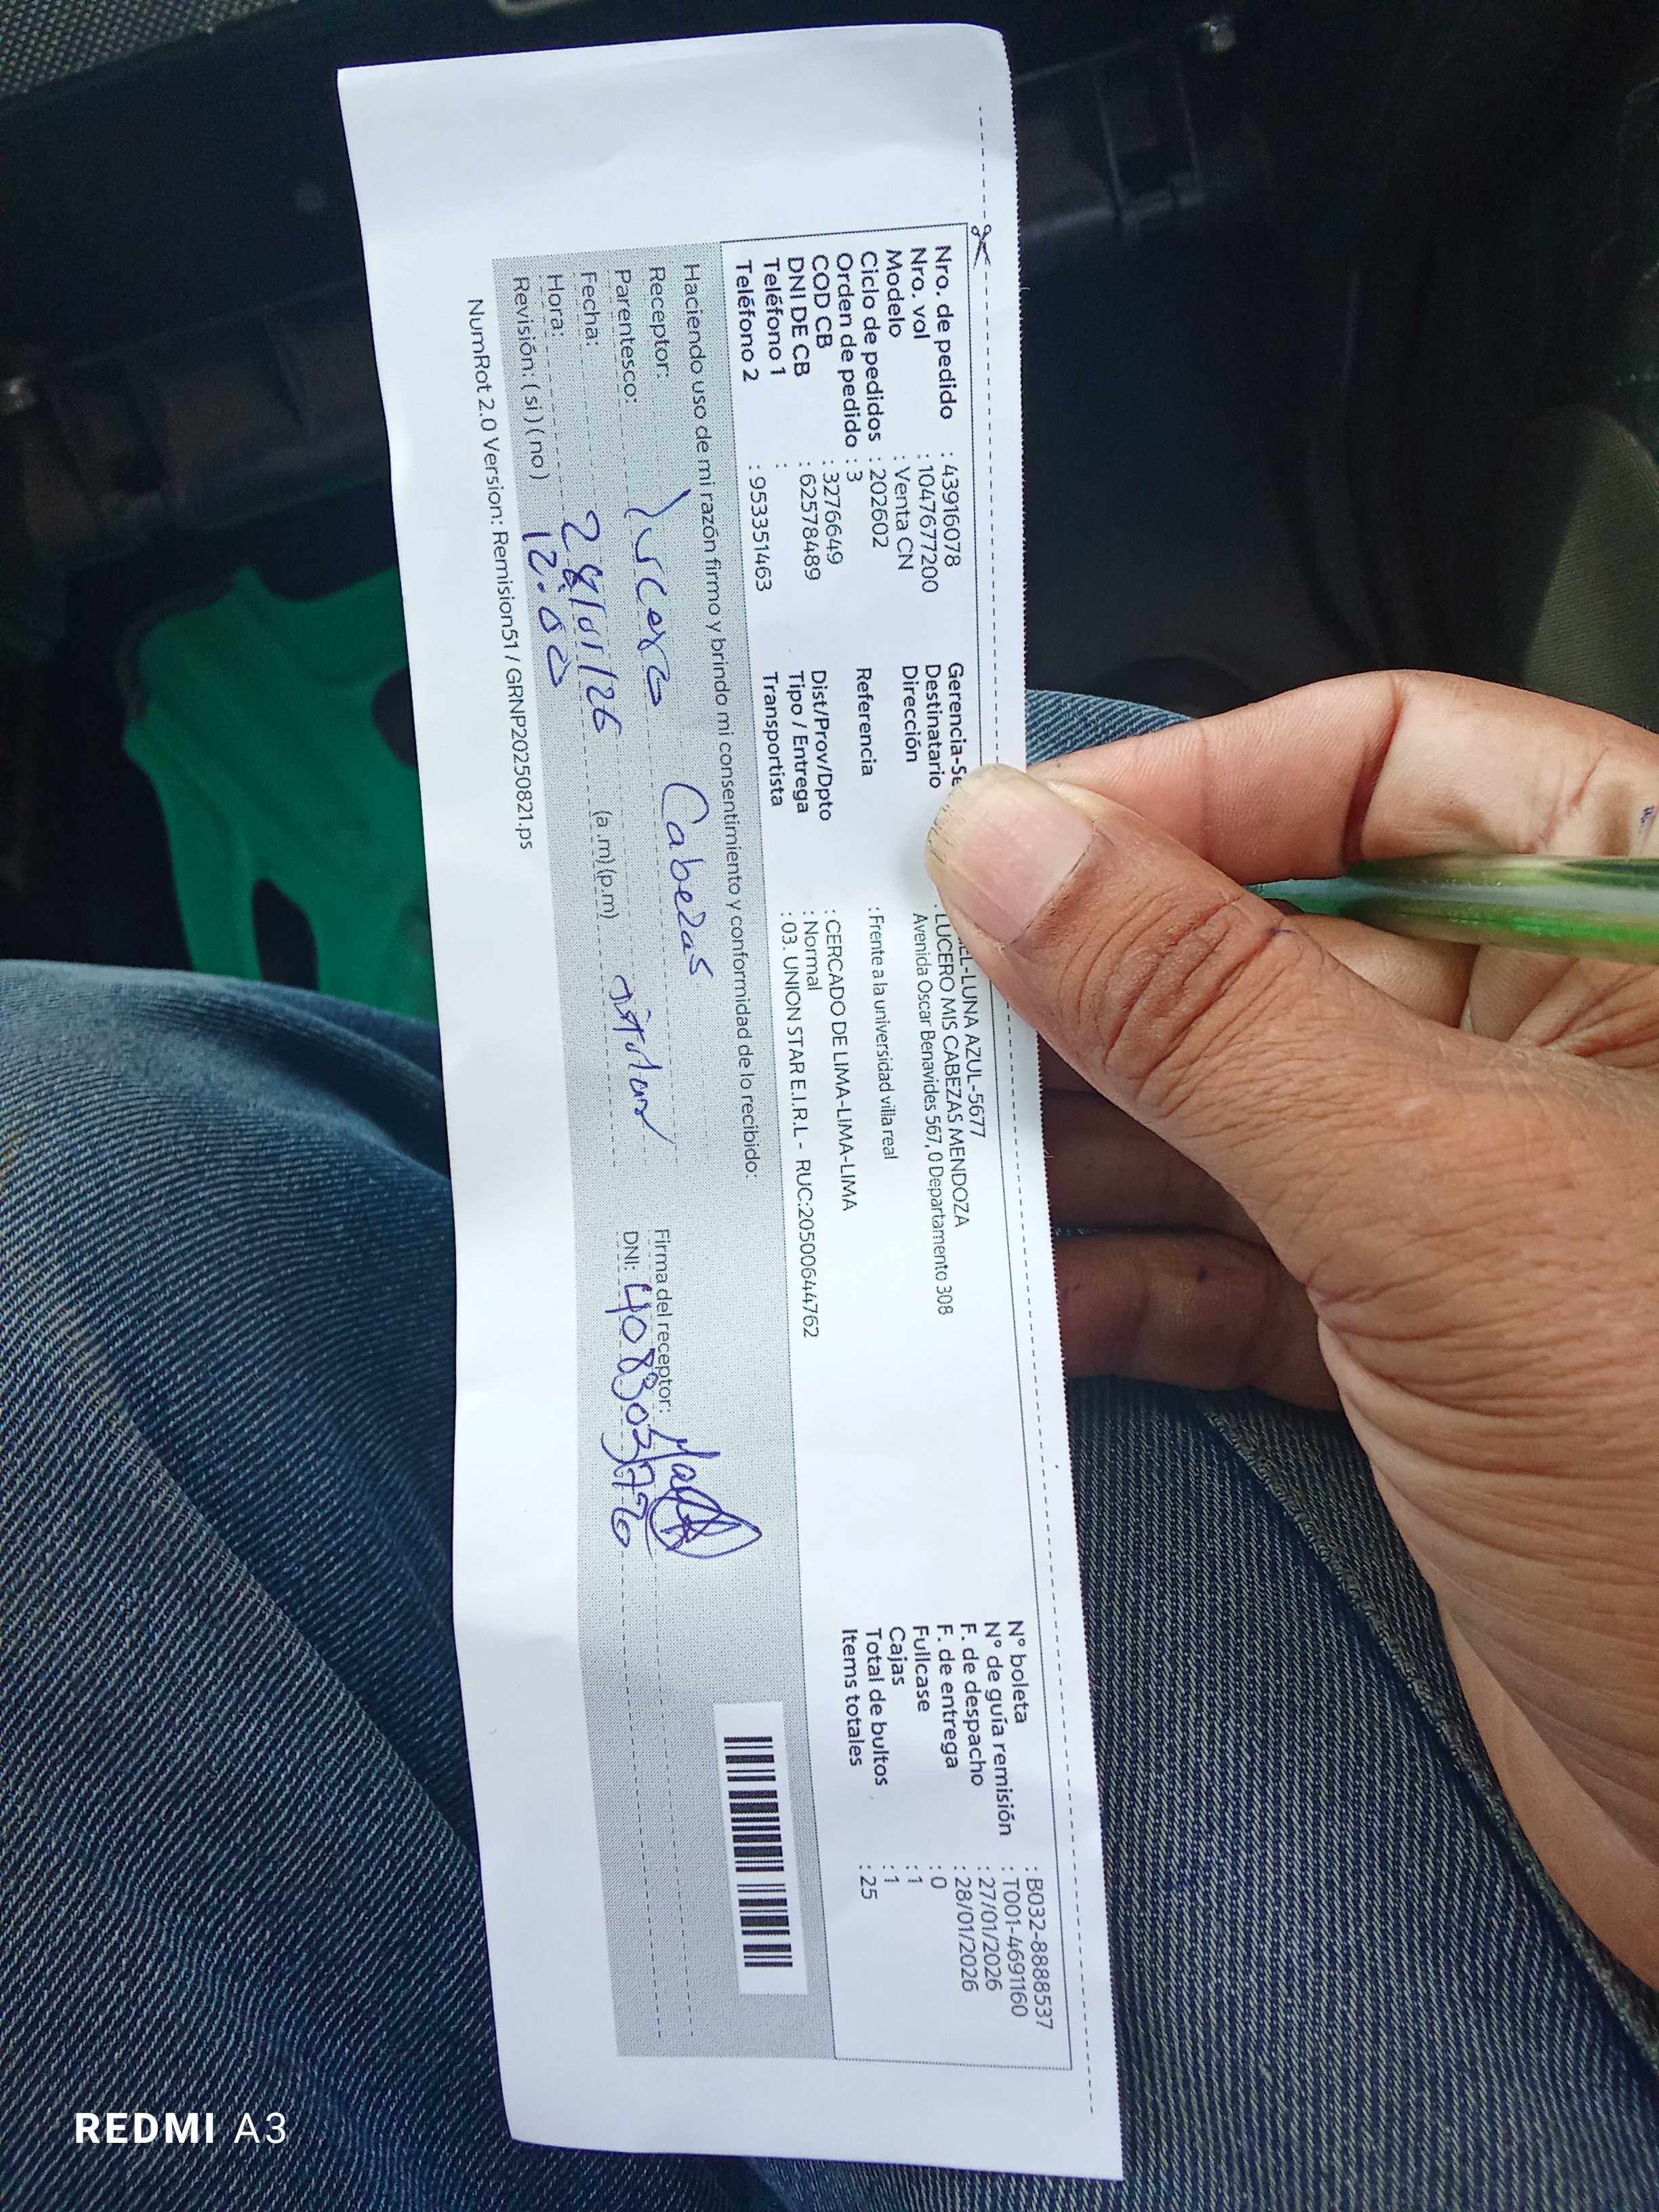 Nro. de pedido : 43916078
Nro. vol : 1047677200
Modelo : Venta CN
Ciclo de pedidos : 202602
Orden de pedido : 3
COD CB : 3276649
DNI DE CB : 62578489
Teléfono 1 :
Teléfono 2 : 953351463
Gerencia-Se EL-LUNA AZUL-5677
Destinatario : LUCERO MIS CABEZAS MENDOZA
Dirección Avenida Oscar Benavides 567, 0 Departamento 308
Referencia : Frente a la universidad villa real
Dist/Prov/Dpto : CERCADO DE LIMA-LIMA-LIMA
Tipo / Entrega : Normal
Transportista : 03. UNION STAR E.I.R.L - RUC:20500644762
N° boleta : B032-8888537
N° de guía remisión : T001-4691160
F. de despacho : 27/01/2026
F. de entrega : 28/01/2026
Fullcase : 0
Cajas : 1
Total de bultos : 1
Items totales : 25
Haciendo uso de mi razón firmo y brindo mi consentimiento y conformidad de lo recibido:
Receptor: Cabezas
Parentesco: titular
Fecha: 28/01/26
Hora: 12:00 (a.m)(p.m)
Revisión: ( si ) ( no )
Firma del receptor:
DNI:
NumRot 2.0 Version: Remision51 / GRNP20250821.ps
REDMI A3